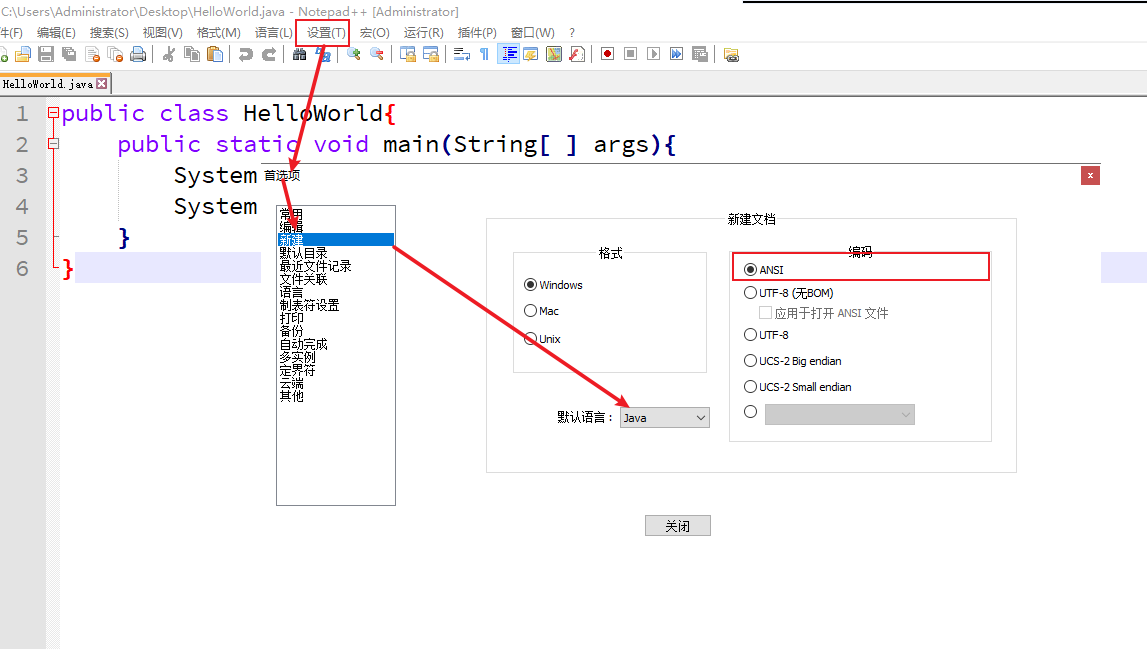 C:\Users\Administrator\Desktop\HelloWorld.java - Notepad++ [Administrator]
件(F) 编辑(E) 搜索(S) 视图(V) 格式(M) 语言(L) 设置(T) 宏(O) 运行(R) 插件(P) 窗口(W) ?
HelloWorld.java
1 public class HelloWorld{
2 public static void main(String[ ] args){
3 System
4 System
5 }
6 }
首选项
常用
编辑
新建
默认目录
最近文件记录
文件关联
语言
制表符设置
打印
备份
自动完成
多实例
定界符
云端
其他
新建文档
格式
Windows
Mac
Unix
默认语言: Java
编码
ANSI
UTF-8 (无BOM)
应用于打开 ANSI 文件
UTF-8
UCS-2 Big endian
UCS-2 Small endian
关闭